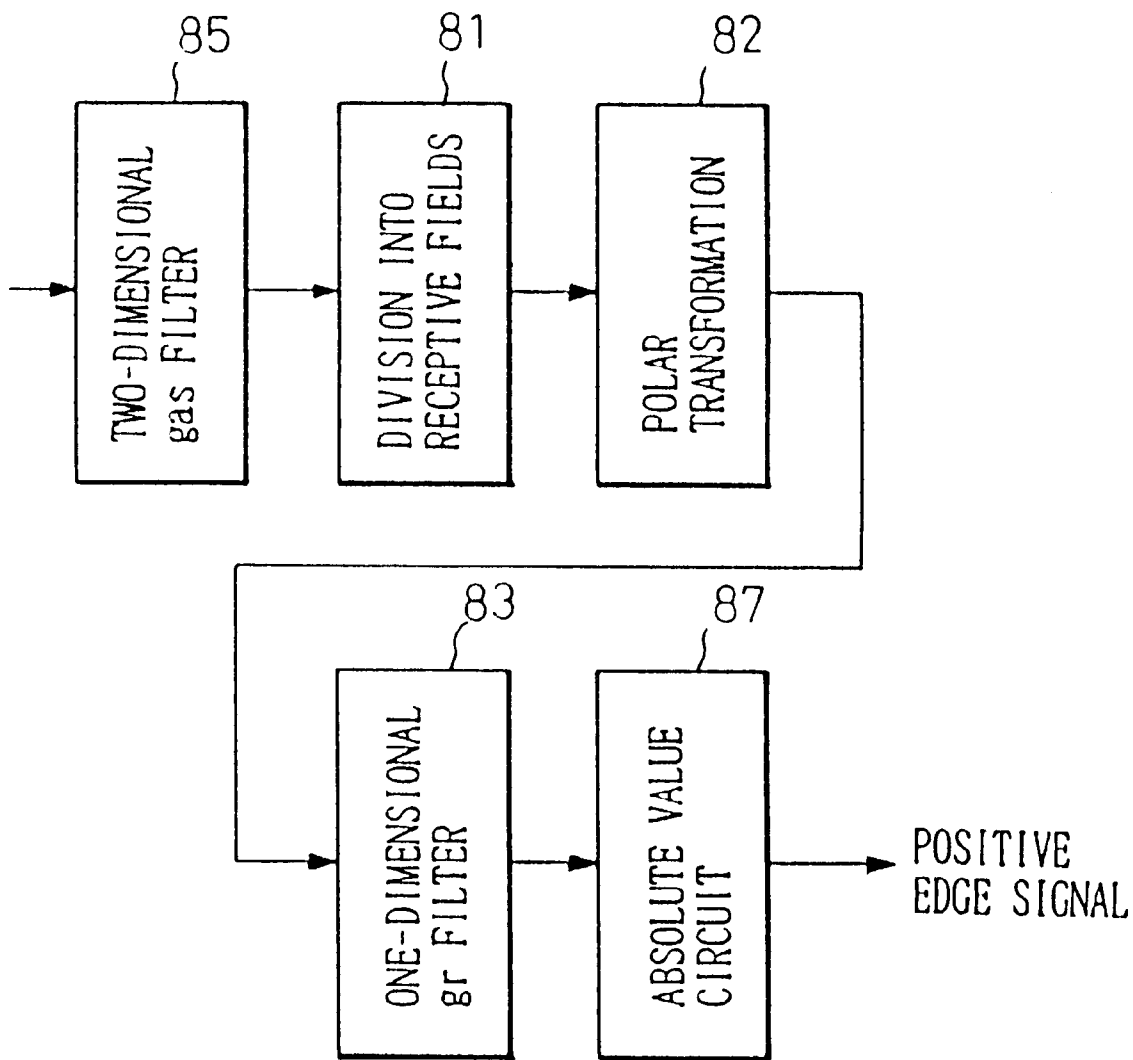 85
81
82
TWO-DIMENSIONAL
gas FILTER
DIVISION INTO
RECEPTIVE FIELDS
POLAR
TRANSFORMATION
83
87
ONE-DIMENSIONAL
gr FILTER
ABSOLUTE VALUE
CIRCUIT
POSITIVE
EDGE SIGNAL